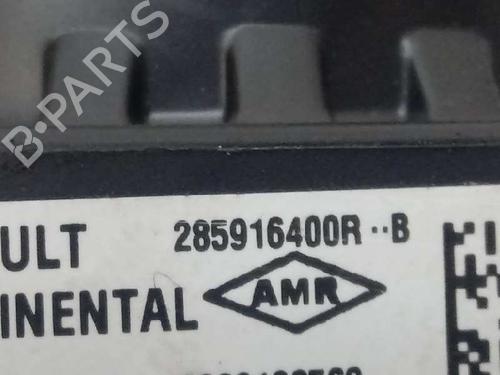 B-PARTS
ULT 285916400R ··B
INENTAL AMR